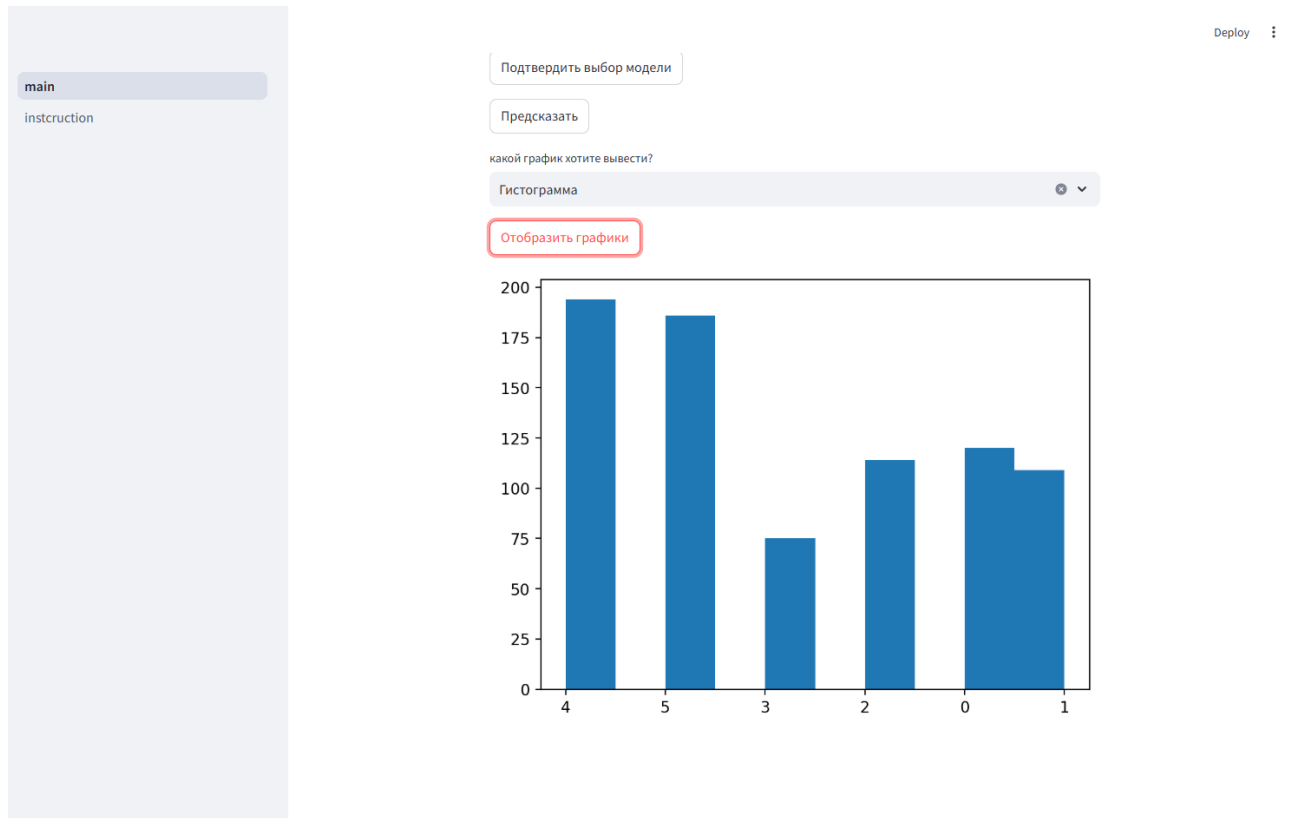 Deploy
main
instcruction
Подтвердить выбор модели
Предсказать
какой график хотите вывести?
Гистограмма
Отобразить графики
200
175
150
125
100
75
50
25
0
4 5 3 2 0 1